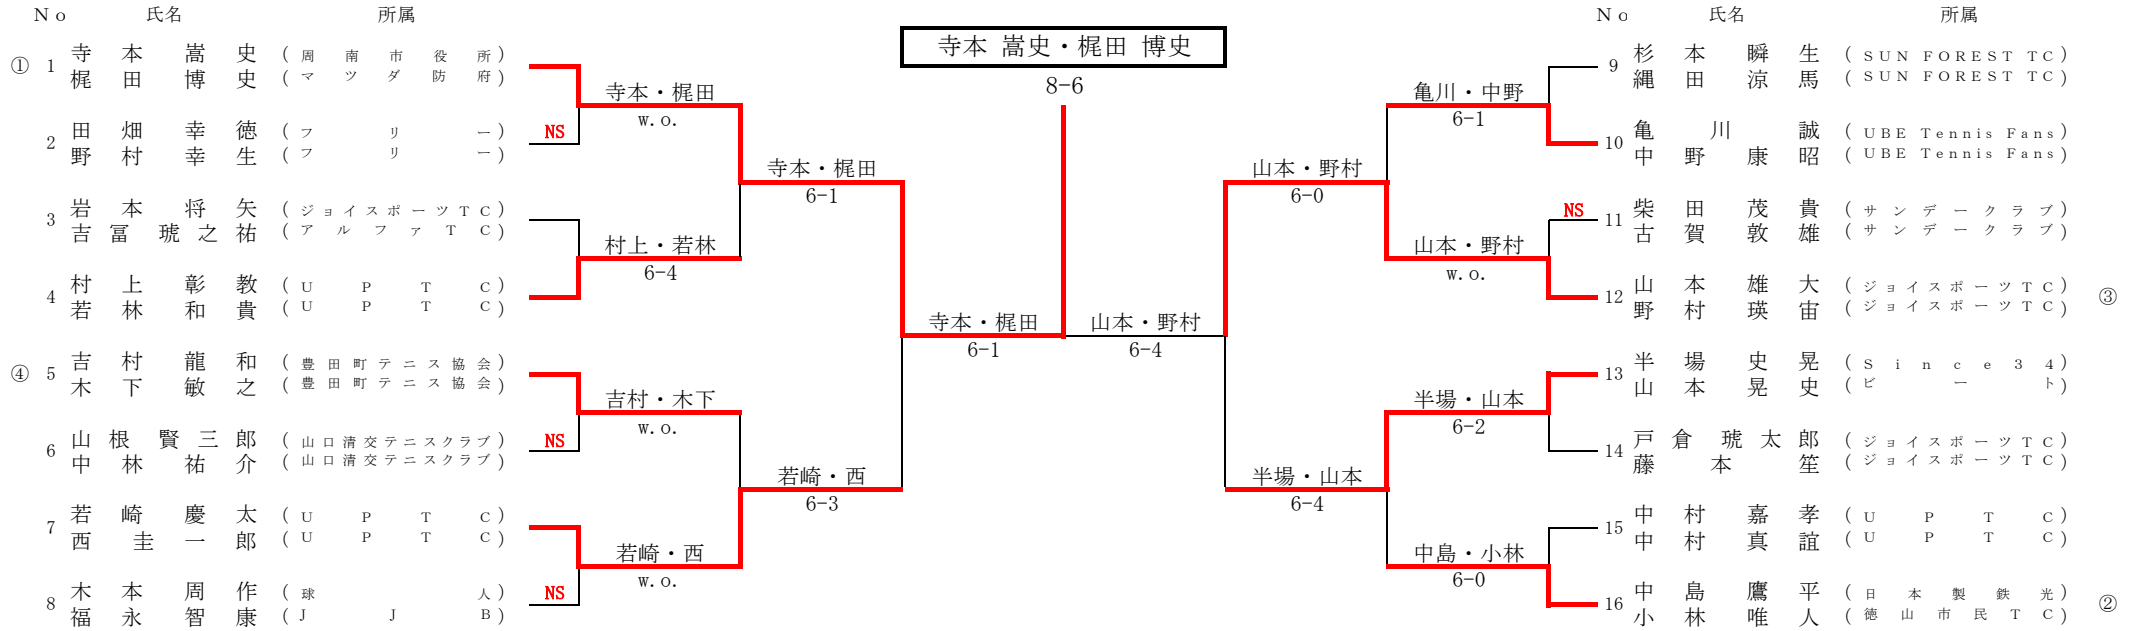 No 氏名 所属
① 1 寺本 嵩史 (周南市役所)
梶田 博史 (マツダ防府)
2 田畑 幸徳 (フリー) NS
野村 幸生 (フリー)
3 岩本 将矢 (ジョイスポーツTC)
吉冨 琥之祐 (アルファTC)
4 村上 彰教 (UPTC)
若林 和貴 (UPTC)
④ 5 吉村 龍和 (豊田町テニス協会)
木下 敏之 (豊田町テニス協会)
6 山根 賢三郎 (山口清交テニスクラブ) NS
中林 祐介 (山口清交テニスクラブ)
7 若崎 慶太 (UPTC)
西 圭一郎 (UPTC)
8 木本 周作 (球人) NS
福永 智康 (JJB)
寺本・梶田
w.o.
村上・若林
6-4
吉村・木下
w.o.
若崎・西
w.o.
寺本・梶田
6-1
若崎・西
6-3
寺本・梶田
6-1
寺本 嵩史・梶田 博史
8-6
山本・野村
6-4
山本・野村
6-0
半場・山本
6-4
亀川・中野
6-1
山本・野村
w.o.
半場・山本
6-2
中島・小林
6-0
No 氏名 所属
9 杉本 瞬生 (SUN FOREST TC)
縄田 涼馬 (SUN FOREST TC)
10 亀川 誠 (UBE Tennis Fans)
中野 康昭 (UBE Tennis Fans)
NS 11 柴田 茂貴 (サンデークラブ)
古賀 敦雄 (サンデークラブ)
12 山本 雄大 (ジョイスポーツTC) ③
野村 瑛宙 (ジョイスポーツTC)
13 半場 史晃 (Since34)
山本 晃史 (ビート)
14 戸倉 琥太郎 (ジョイスポーツTC)
藤本 笙 (ジョイスポーツTC)
15 中村 嘉孝 (UPTC)
中村 真誼 (UPTC)
16 中島 鷹平 (日本製鉄光) ②
小林 唯人 (徳山市民TC)